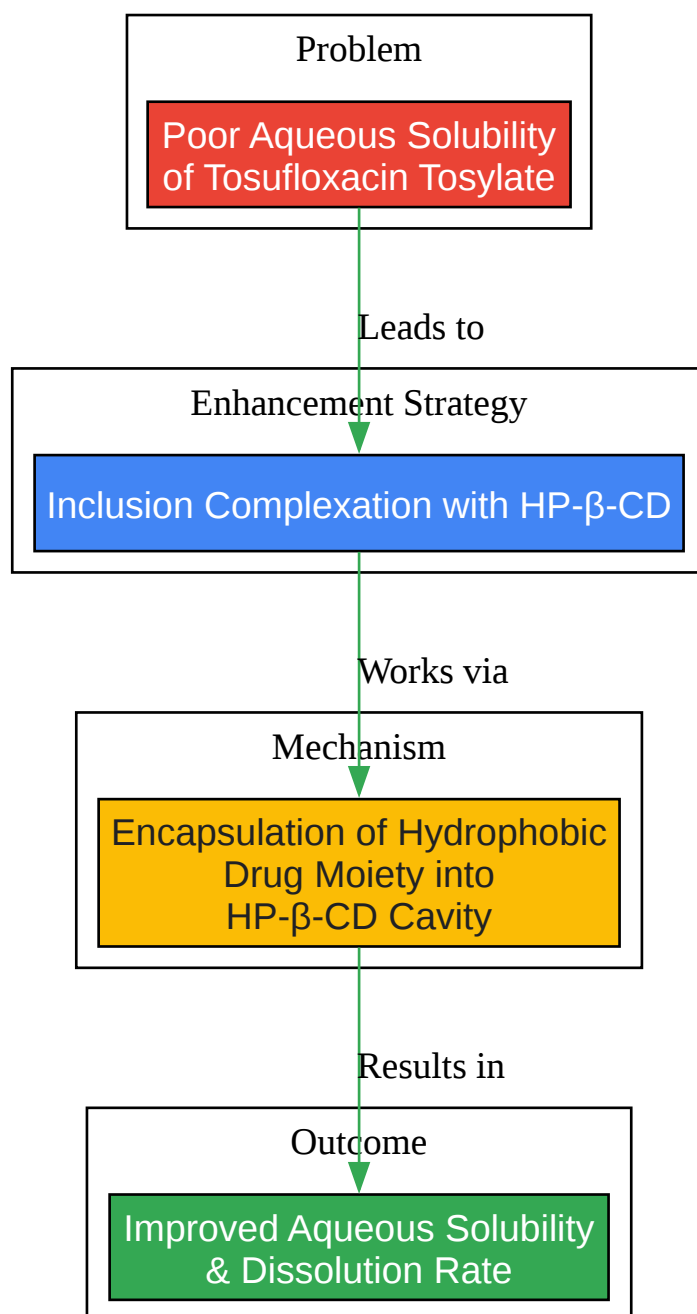 Problem
Poor Aqueous Solubility
of Tosufloxacin Tosylate
Leads to
Enhancement Strategy
Inclusion Complexation with HP-β-CD
Works via
Mechanism
Encapsulation of Hydrophobic
Drug Moiety into
HP-β-CD Cavity
Results in
Outcome
Improved Aqueous Solubility
& Dissolution Rate